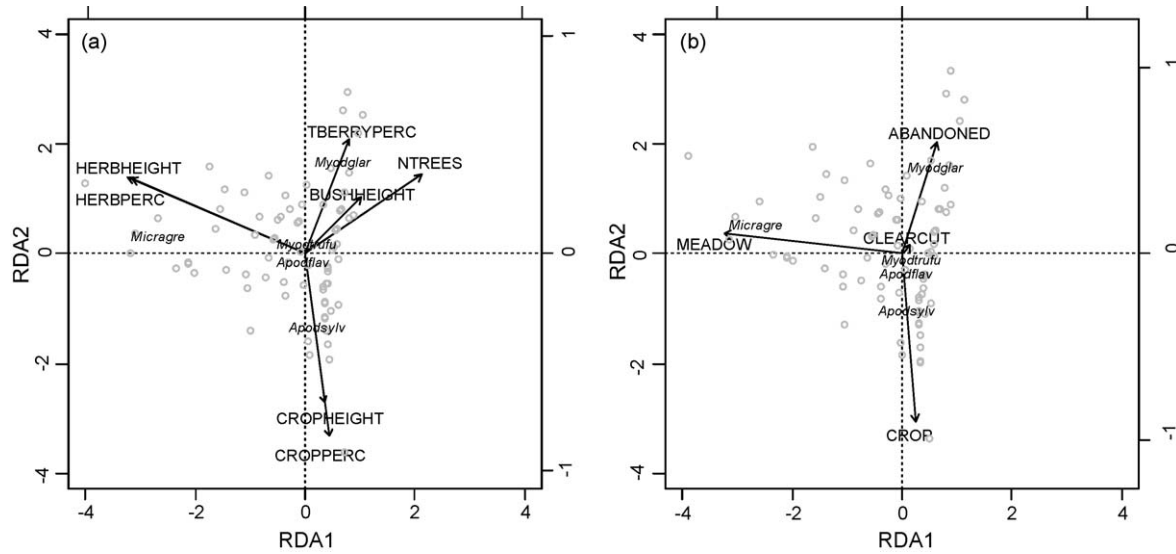 (a)
4
2
0
-2
-4
RDA2
1
0
-1
TBERRYPERC
Myodglar
NTREES
HERBHEIGHT
BUSHHEIGHT
HERBPERC
Micragre
Myodtrufu
Apodflav
Apodsylv
CROPHEIGHT
CROPPERC
-4
-2
0
2
4
RDA1
(b)
4
2
0
-2
-4
RDA2
1
0
-1
ABANDONED
Myodglar
Micragre
CLEARCUT
MEADOW
Myodtrufu
Apodflav
Apodsylv
CROP
-4
-2
0
2
4
RDA1